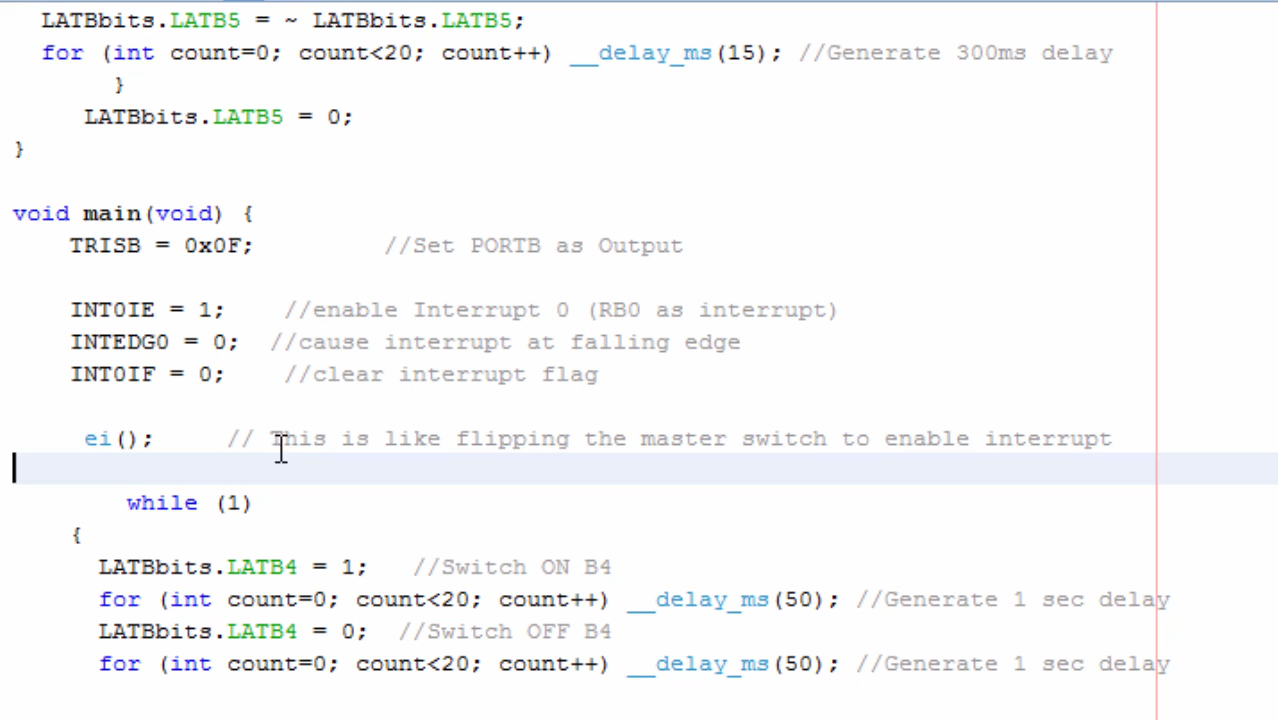 LATBbits.LATB5 = ~ LATBbits.LATB5;
for (int count=0; count<20; count++) __delay_ms(15); //Generate 300ms delay
}
LATBbits.LATB5 = 0;
}
void main(void) {
TRISB = 0x0F; //Set PORTB as Output
INT0IE = 1; //enable Interrupt 0 (RB0 as interrupt)
INTEDG0 = 0; //cause interrupt at falling edge
INT0IF = 0; //clear interrupt flag
ei(); // This is like flipping the master switch to enable interrupt
while (1)
{
LATBbits.LATB4 = 1; //Switch ON B4
for (int count=0; count<20; count++) __delay_ms(50); //Generate 1 sec delay
LATBbits.LATB4 = 0; //Switch OFF B4
for (int count=0; count<20; count++) __delay_ms(50); //Generate 1 sec delay